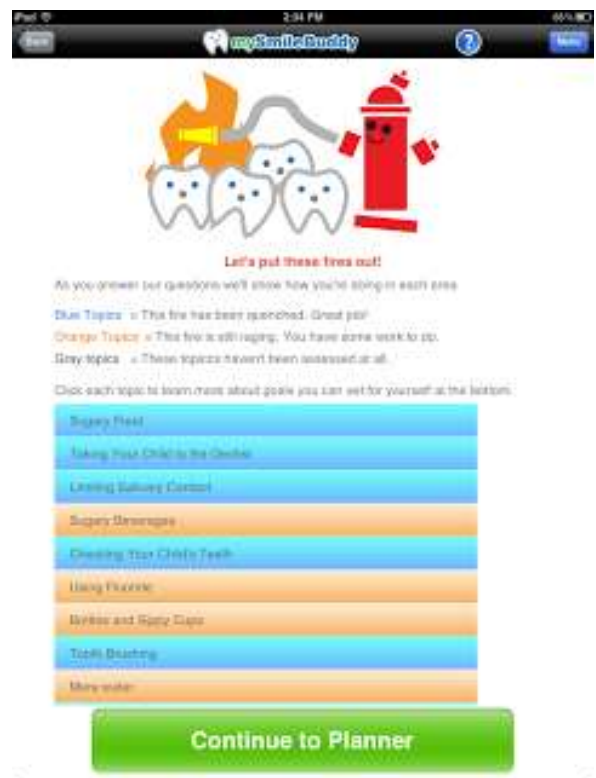 iPad 2:34 PM 66%
Back mySmileBuddy ? Menu
Let's put these fires out!
As you answer our questions we'll show how you're doing in each area
Blue Topics = This fire has been quenched. Great job!
Orange Topics = This fire is still raging. You have some work to do.
Gray topics = These topics haven't been assessed at all.
Click each topic to learn more about goals you can set for yourself at the bottom.
Sugary Food
Taking Your Child to the Dentist
Limiting Salivary Contact
Sugary Beverages
Checking Your Child's Teeth
Using Fluoride
Bottles and Sippy Cups
Tooth Brushing
More water
Continue to Planner